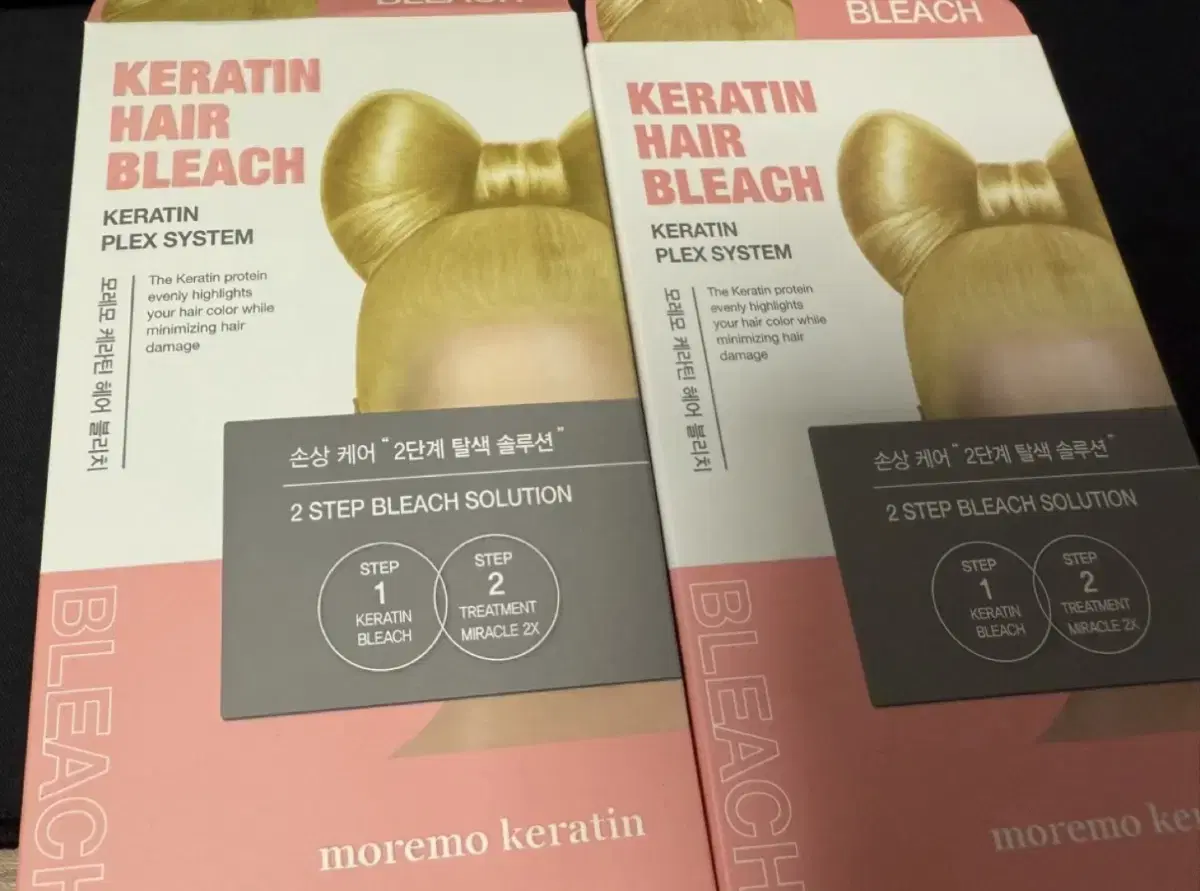 BLEACH
KERATIN
HAIR
BLEACH
KERATIN
PLEX SYSTEM
모레모 케라틴 헤어 블리치
The Keratin protein
evenly highlights
your hair color while
minimizing hair
damage
손상 케어 “2단계 탈색 솔루션”
2 STEP BLEACH SOLUTION
STEP
1
KERATIN
BLEACH
STEP
2
TREATMENT
MIRACLE 2X
BLEACH
moremo keratin
BLEACH
KERATIN
HAIR
BLEACH
KERATIN
PLEX SYSTEM
모레모 케라틴 헤어 블리치
The Keratin protein
evenly highlights
your hair color while
minimizing hair
damage
손상 케어 “2단계 탈색 솔루션”
2 STEP BLEACH SOLUTION
STEP
1
KERATIN
BLEACH
STEP
2
TREATMENT
MIRACLE 2X
BLEACH
moremo ke